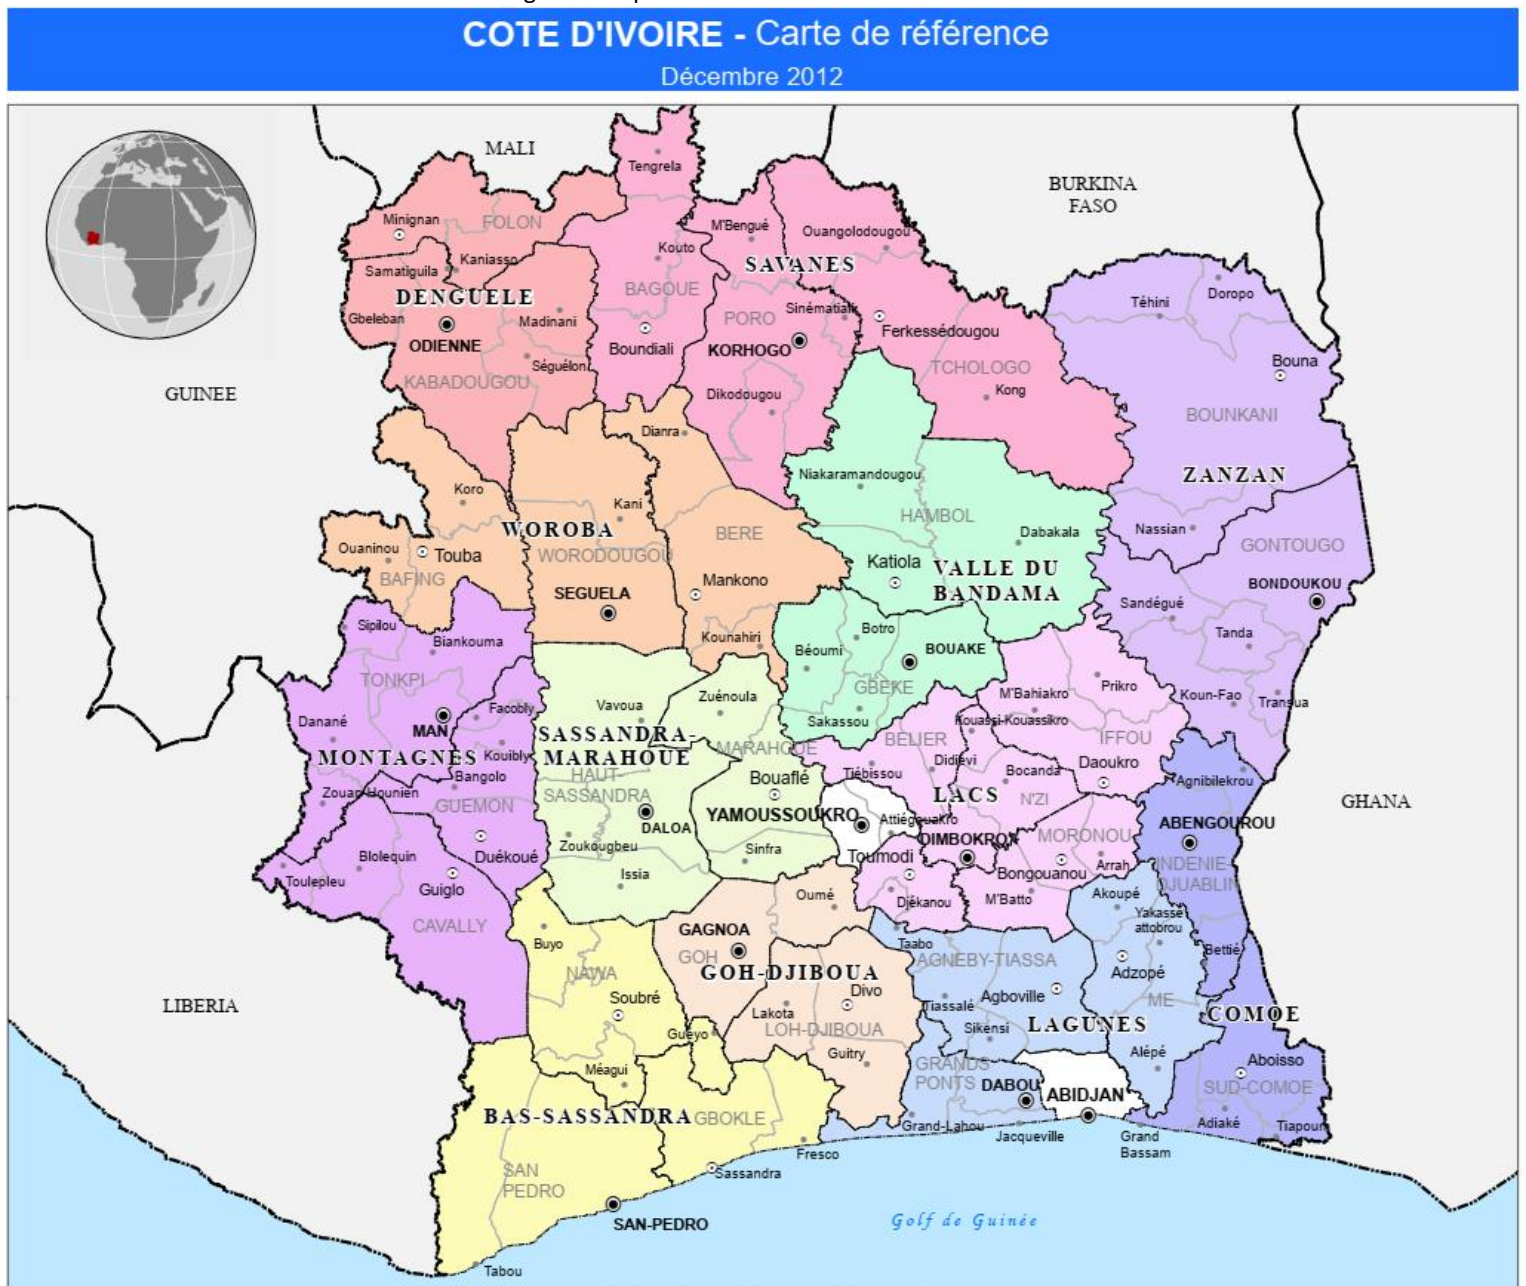 COTE D'IVOIRE - Carte de référence
Décembre 2012
MALI
BURKINA
FASO
GUINEE
GHANA
LIBERIA
Tengrela
Minignan
FOLON
M'Bengué
Ouangolodougou
Kouto
Samatiguila
Kaniasso
SAVANES
DENGUELE
BAGOUE
Téhini
Doropo
Gbeleban
Madinani
PORO
Sinématiali
ODIENNE
Boundiali
KORHOGO
Ferkessédougou
Séguélon
TCHOLOGO
Bouna
KABADOUGOU
Dikodougou
Kong
BOUNKANI
Dianra
ZANZAN
Niakaramandougou
Koro
Kani
HAMBOL
WOROBA
BERE
Dabakala
Nassian
Ouaninou
Touba
WORODOUGOU
GONTOUGO
BAFING
Katiola
VALLE DU
BANDAMA
Mankono
BONDOUKOU
SEGUELA
Sandégué
Sipilou
Botro
Tanda
Biankouma
Kounahiri
Béoumi
BOUAKE
TONKPI
GBEKE
Prikro
M'Bahiakro
Koun-Fao
Transua
Zuénoula
Vavoua
Facobly
Danané
MAN
Sakassou
Kouassi-Kouassikro
SASSANDRA-
MARAHOUE
MARAHOUE
BELIER
IFFOU
MONTAGNES
Kouibly
Didiévi
Daoukro
Bangolo
HAUT-
SASSANDRA
Bouaflé
Tiébissou
Bocanda
Agnibilekrou
Zouan-Hounien
LACS
N'ZI
GUEMON
YAMOUSSOUKRO
Attiégouakro
ABENGOUROU
DALOA
DIMBOKRO
MORONOU
Zoukougbeu
Sinfra
Toumodi
Duékoué
Blolequin
Arrah
INDENIE-
DJUABLIN
Toulepleu
Guiglo
Issia
Bongouanou
Oumé
Djékanou
M'Batto
Akoupé
CAVALLY
Yakasse
attobrou
GAGNOA
Buyo
Taabo
Bettié
GOH
AGNEBY-TIASSA
NAWA
GOH-DJIBOUA
Adzopé
Soubré
Divo
Agboville
ME
Lakota
Tiassalé
COMOE
Gueyo
LOH-DJIBOUA
Sikensi
LAGUNES
Guitry
Alépé
Aboisso
Méagui
GRANDS
PONTS
DABOU
ABIDJAN
SUD-COMOE
BAS-SASSANDRA
GBOKLE
Grand-Lahou
Jacqueville
Grand
Bassam
Adiaké
Fresco
SAN
PEDRO
Sassandra
SAN-PEDRO
Golf de Guinée
Tabou